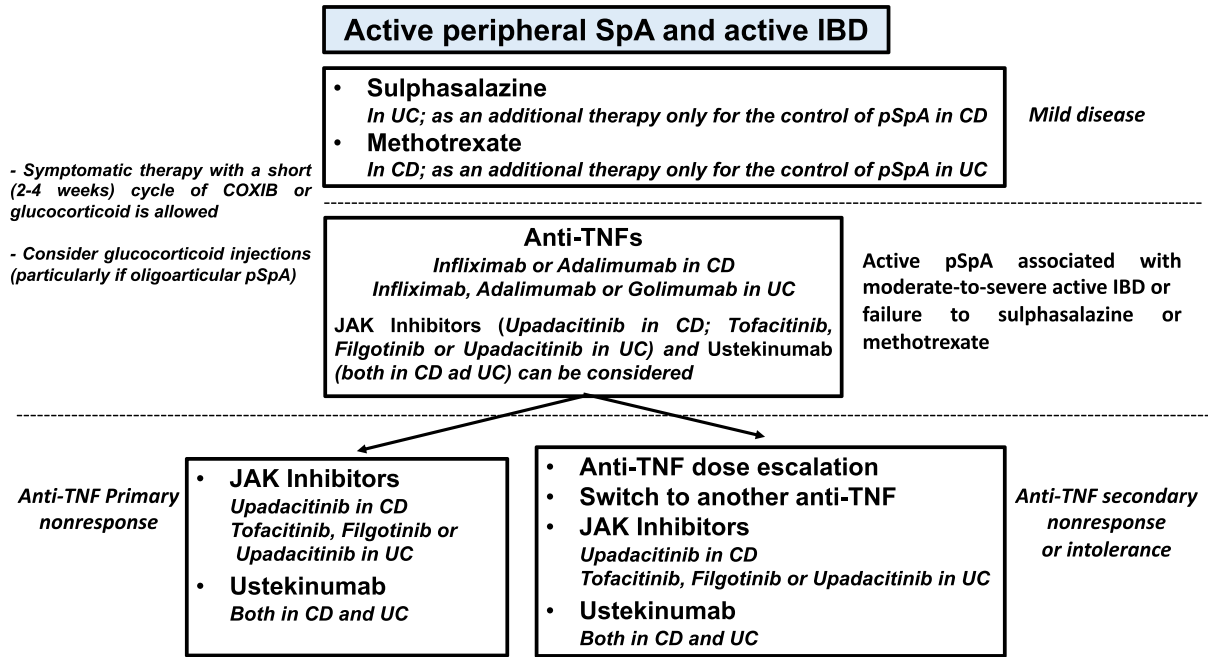 Active peripheral SpA and active IBD
• Sulphasalazine
In UC; as an additional therapy only for the control of pSpA in CD
• Methotrexate
In CD; as an additional therapy only for the control of pSpA in UC
Mild disease
- Symptomatic therapy with a short
(2-4 weeks) cycle of COXIB or
glucocorticoid is allowed
- Consider glucocorticoid injections
(particularly if oligoarticular pSpA)
Anti-TNFs
Infliximab or Adalimumab in CD
Infliximab, Adalimumab or Golimumab in UC
JAK Inhibitors (Upadacitinib in CD; Tofacitinib,
Filgotinib or Upadacitinib in UC) and Ustekinumab
(both in CD ad UC) can be considered
Active pSpA associated with
moderate-to-severe active IBD or
failure to sulphasalazine or
methotrexate
Anti-TNF Primary
nonresponse
• JAK Inhibitors
Upadacitinib in CD
Tofacitinib, Filgotinib or
Upadacitinib in UC
• Ustekinumab
Both in CD and UC
• Anti-TNF dose escalation
• Switch to another anti-TNF
• JAK Inhibitors
Upadacitinib in CD
Tofacitinib, Filgotinib or Upadacitinib in UC
• Ustekinumab
Both in CD and UC
Anti-TNF secondary
nonresponse
or intolerance